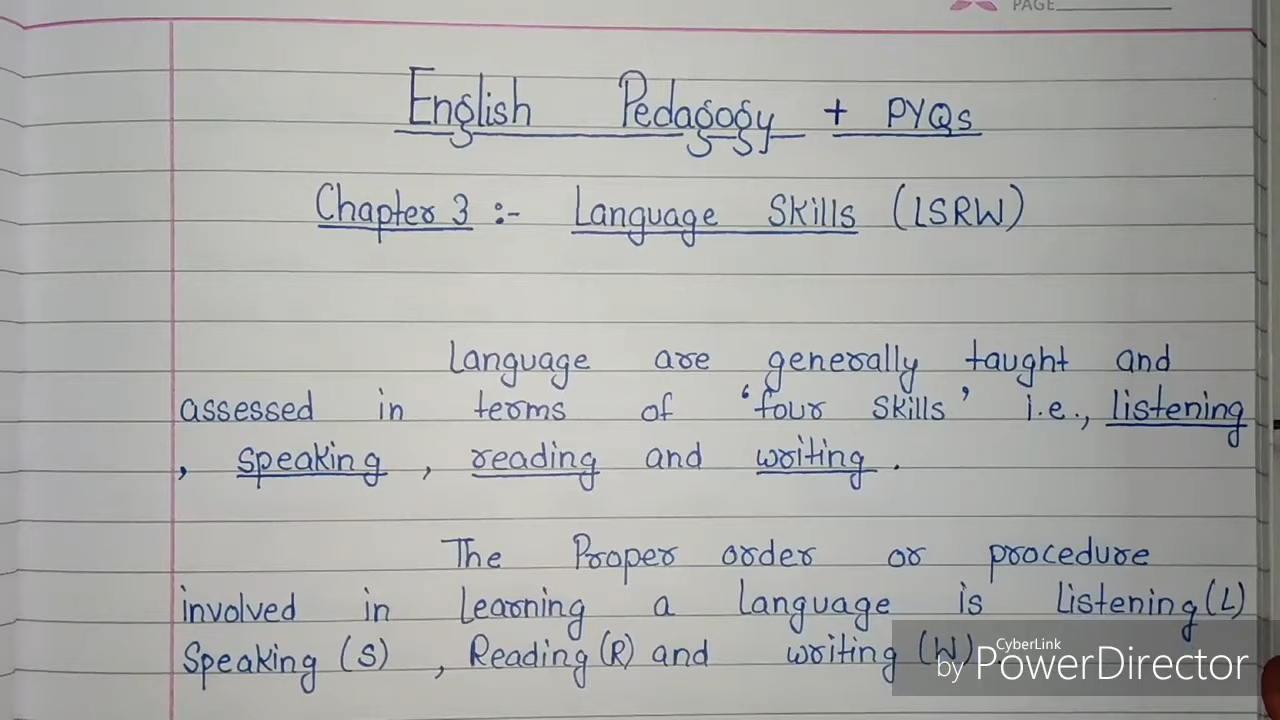 PAGE
English Pedagogy + PYQs
Chapter 3 :- Language Skills (LSRW)
Language are generally taught and
assessed in terms of 'four skills' i.e., listening
, speaking , reading and writing .
The Proper order or procedure
involved in learning a language is listening (L)
Speaking (S) , Reading (R) and writing (W) .
CyberLink
by PowerDirector